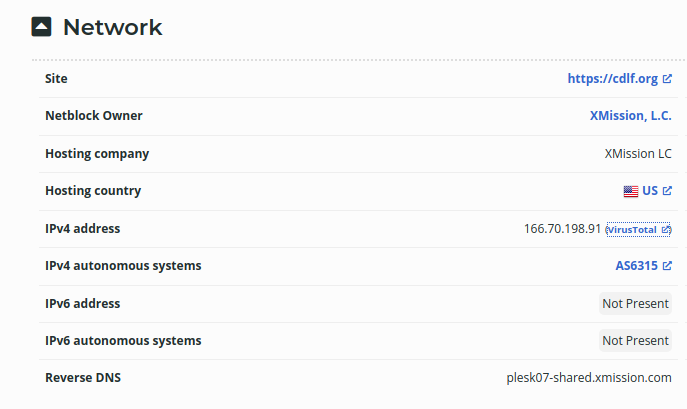 Network
Site https://cdlf.org
Netblock Owner XMission, L.C.
Hosting company XMission LC
Hosting country US
IPv4 address 166.70.198.91 (VirusTotal)
IPv4 autonomous systems AS6315
IPv6 address Not Present
IPv6 autonomous systems Not Present
Reverse DNS plesk07-shared.xmission.com